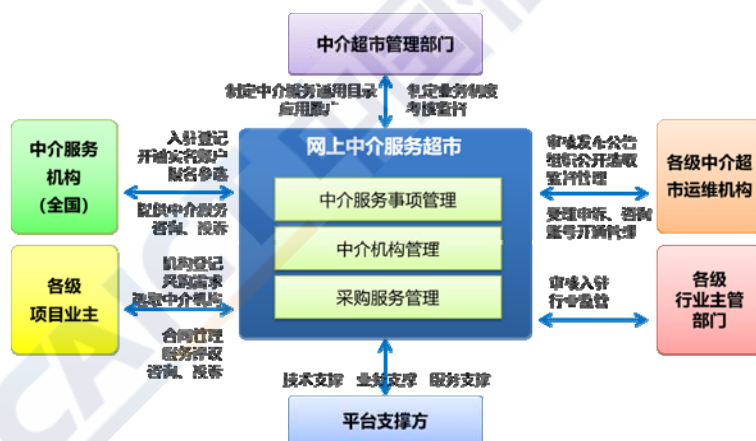 中介超市管理部门
制定中介服务通用目录 制定业务制度
应用推广 考核监督
中介服务
机构
（全国）
入驻登记
开通实名账户
报名参选
提供中介服务
咨询、投诉
网上中介服务超市
中介服务事项管理
中介机构管理
采购服务管理
审核发布公告
组织公开选取
监督管理
受理申诉、咨询
账号开通管理
各级中介超
市运维机构
各级
项目业主
机构登记
采购需求
选取中介机构
合同管理
服务评议
咨询、投诉
审核入驻
行业监管
各级
行业主管
部门
技术支撑 业务支撑 服务支撑
平台支撑方
CAICT